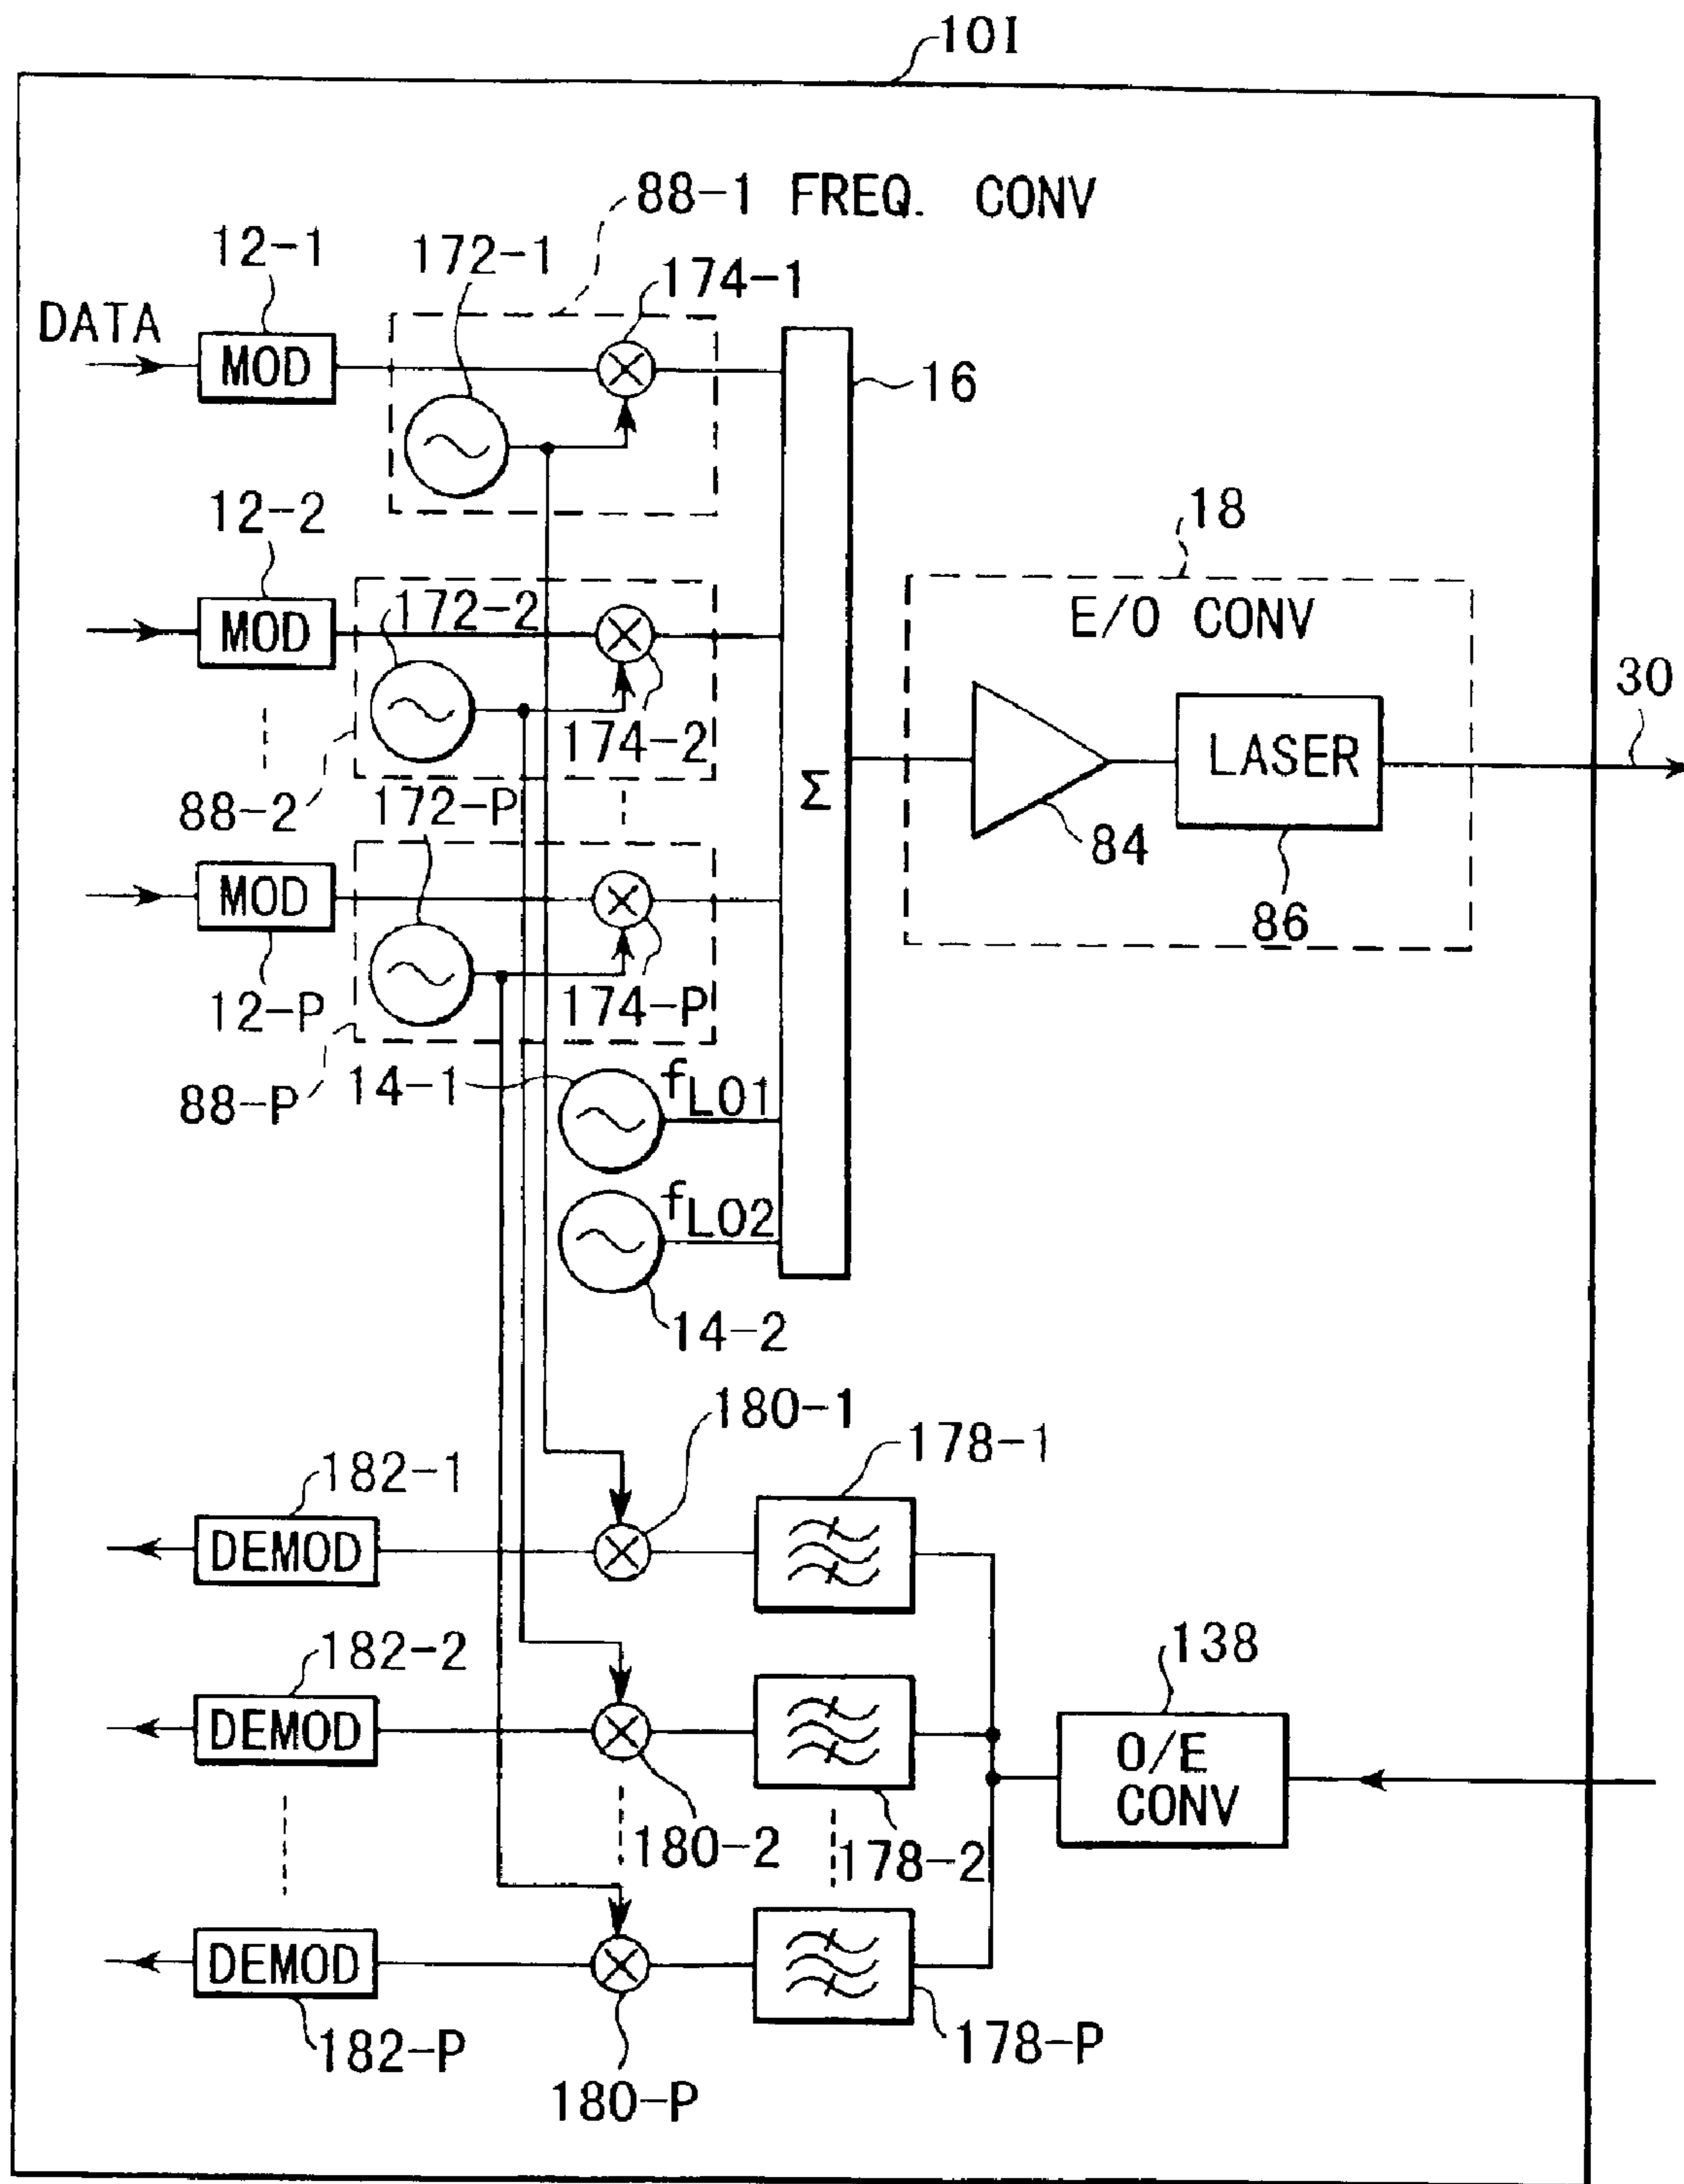 10I
88-1 FREQ. CONV
12-1
172-1
174-1
DATA
MOD
16
12-2
18
172-2
MOD
E/O CONV
30
174-2
LASER
Σ
88-2
172-P
84
MOD
86
12-P
174-P
88-P
14-1
fLO1
fLO2
14-2
180-1
178-1
182-1
DEMOD
182-2
138
DEMOD
O/E
CONV
180-2
178-2
DEMOD
182-P
178-P
180-P